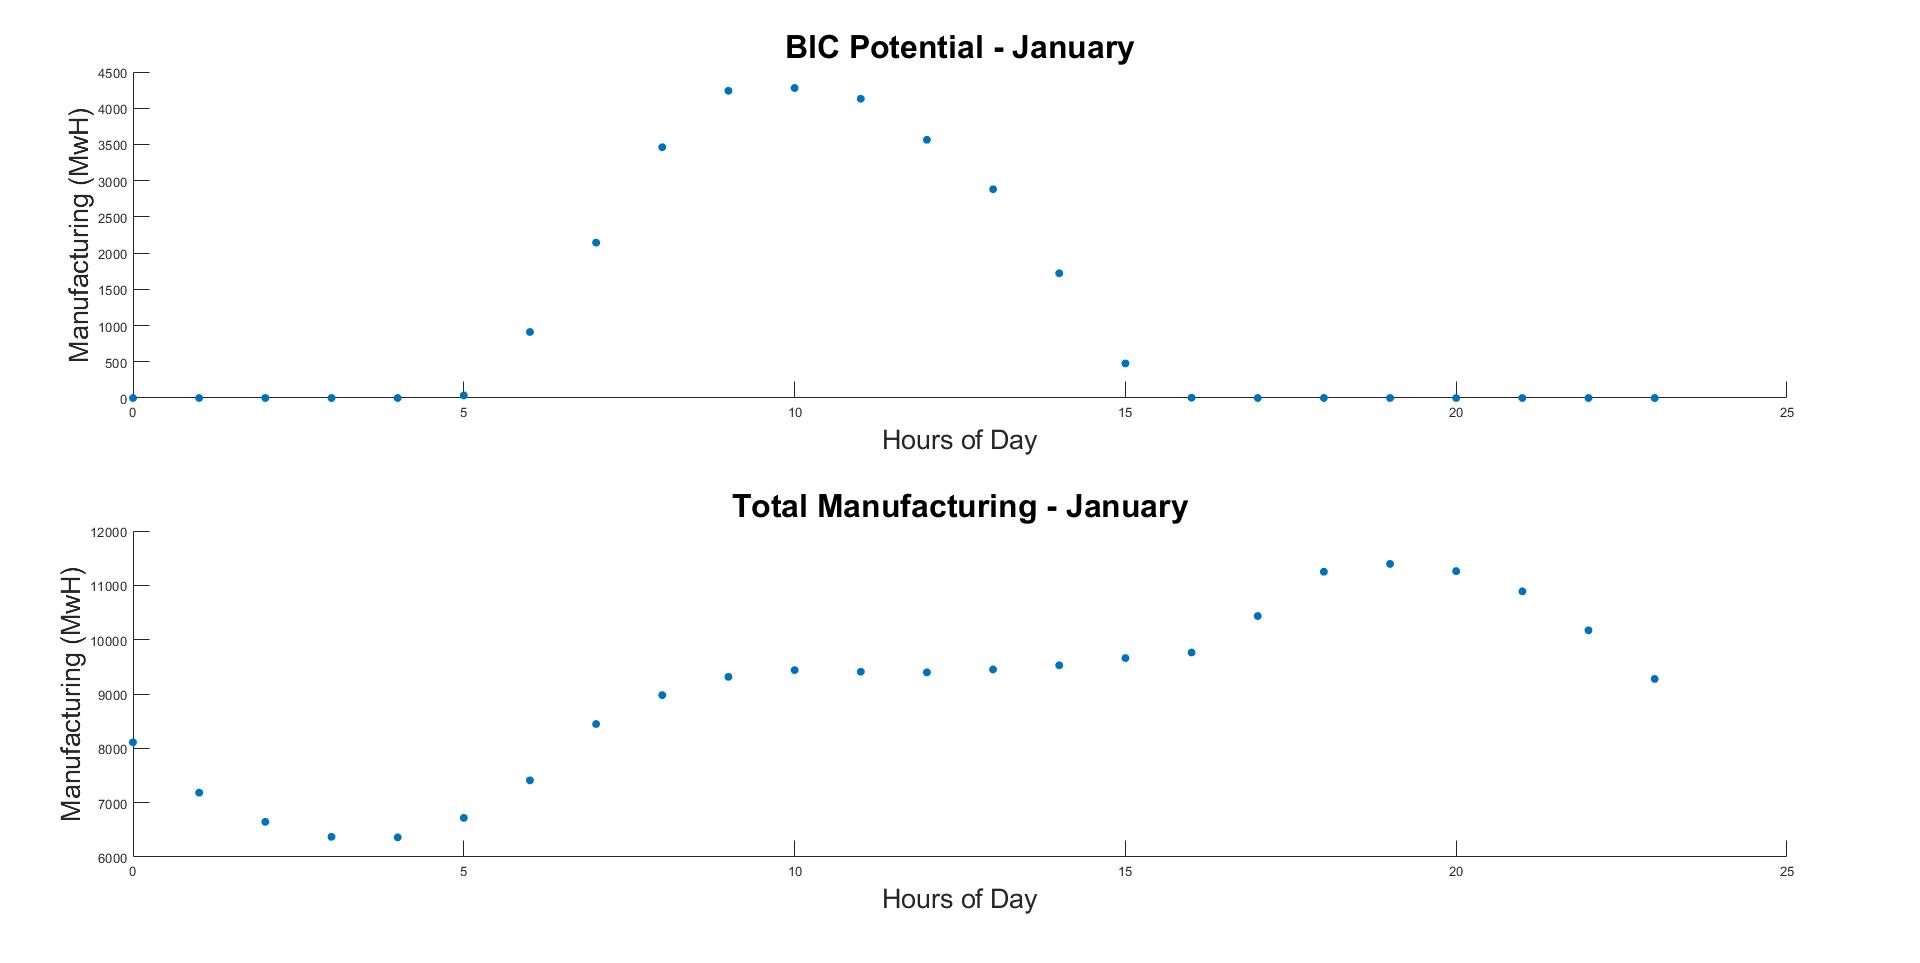 BIC Potential - January
4500
4000
3500
3000
2500
2000
1500
1000
500
0
Manufacturing (MwH)
0 5 10 15 20 25
Hours of Day
Total Manufacturing - January
12000
11000
10000
9000
8000
7000
6000
Manufacturing (MwH)
0 5 10 15 20 25
Hours of Day